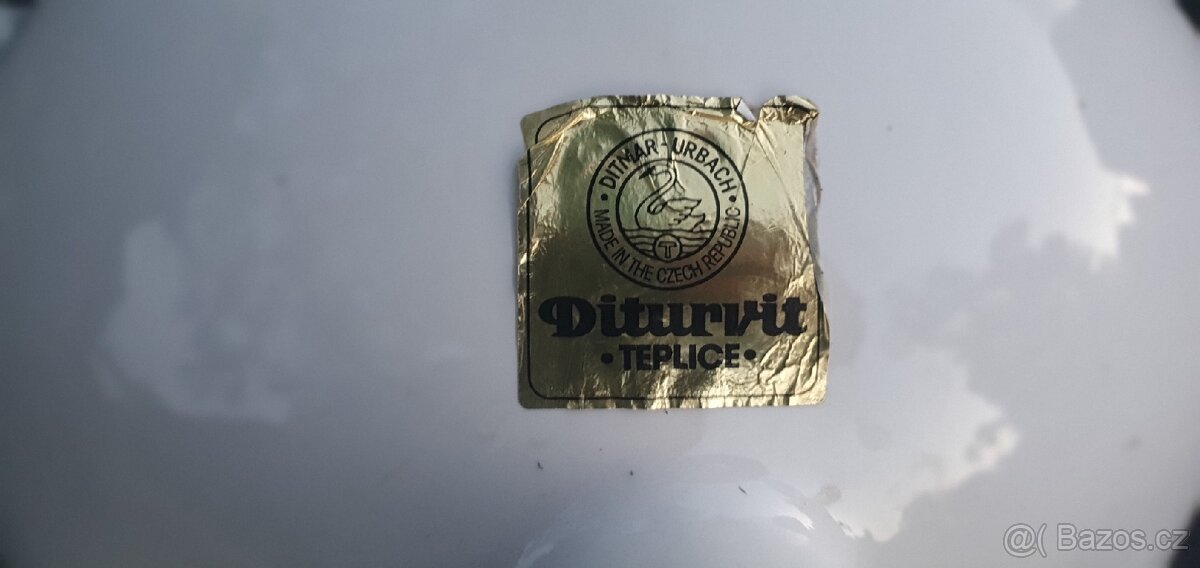 • DITMAR - URBACH •
MADE IN THE CZECH REPUBLIC
T
Diturvit
• TEPLICE •
@( Bazos.cz